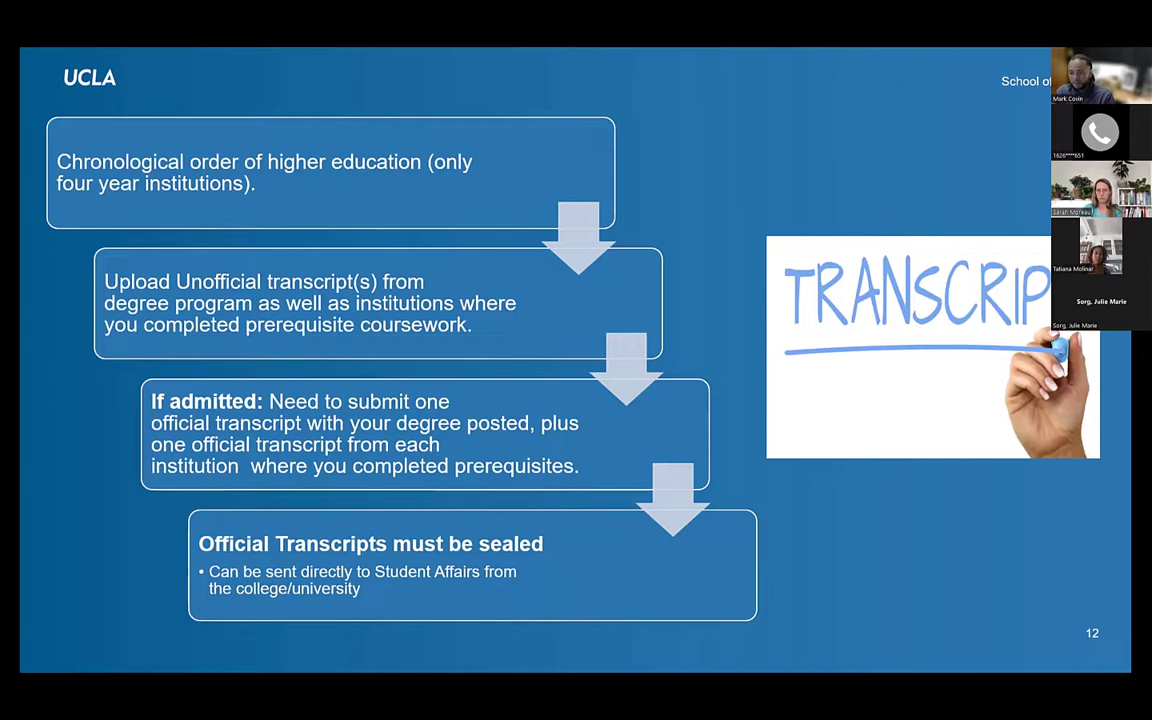 UCLA
School of
Chronological order of higher education (only
four year institutions).
Upload Unofficial transcript(s) from
degree program as well as institutions where
you completed prerequisite coursework.
If admitted: Need to submit one
official transcript with your degree posted, plus
one official transcript from each
institution where you completed prerequisites.
Official Transcripts must be sealed
• Can be sent directly to Student Affairs from
the college/university
TRANSCRIP
12
Mark Covin
1626****651
Sarah Moreau
Tatiana Molinar
Sorg, Julie Marie
Sorg, Julie Marie